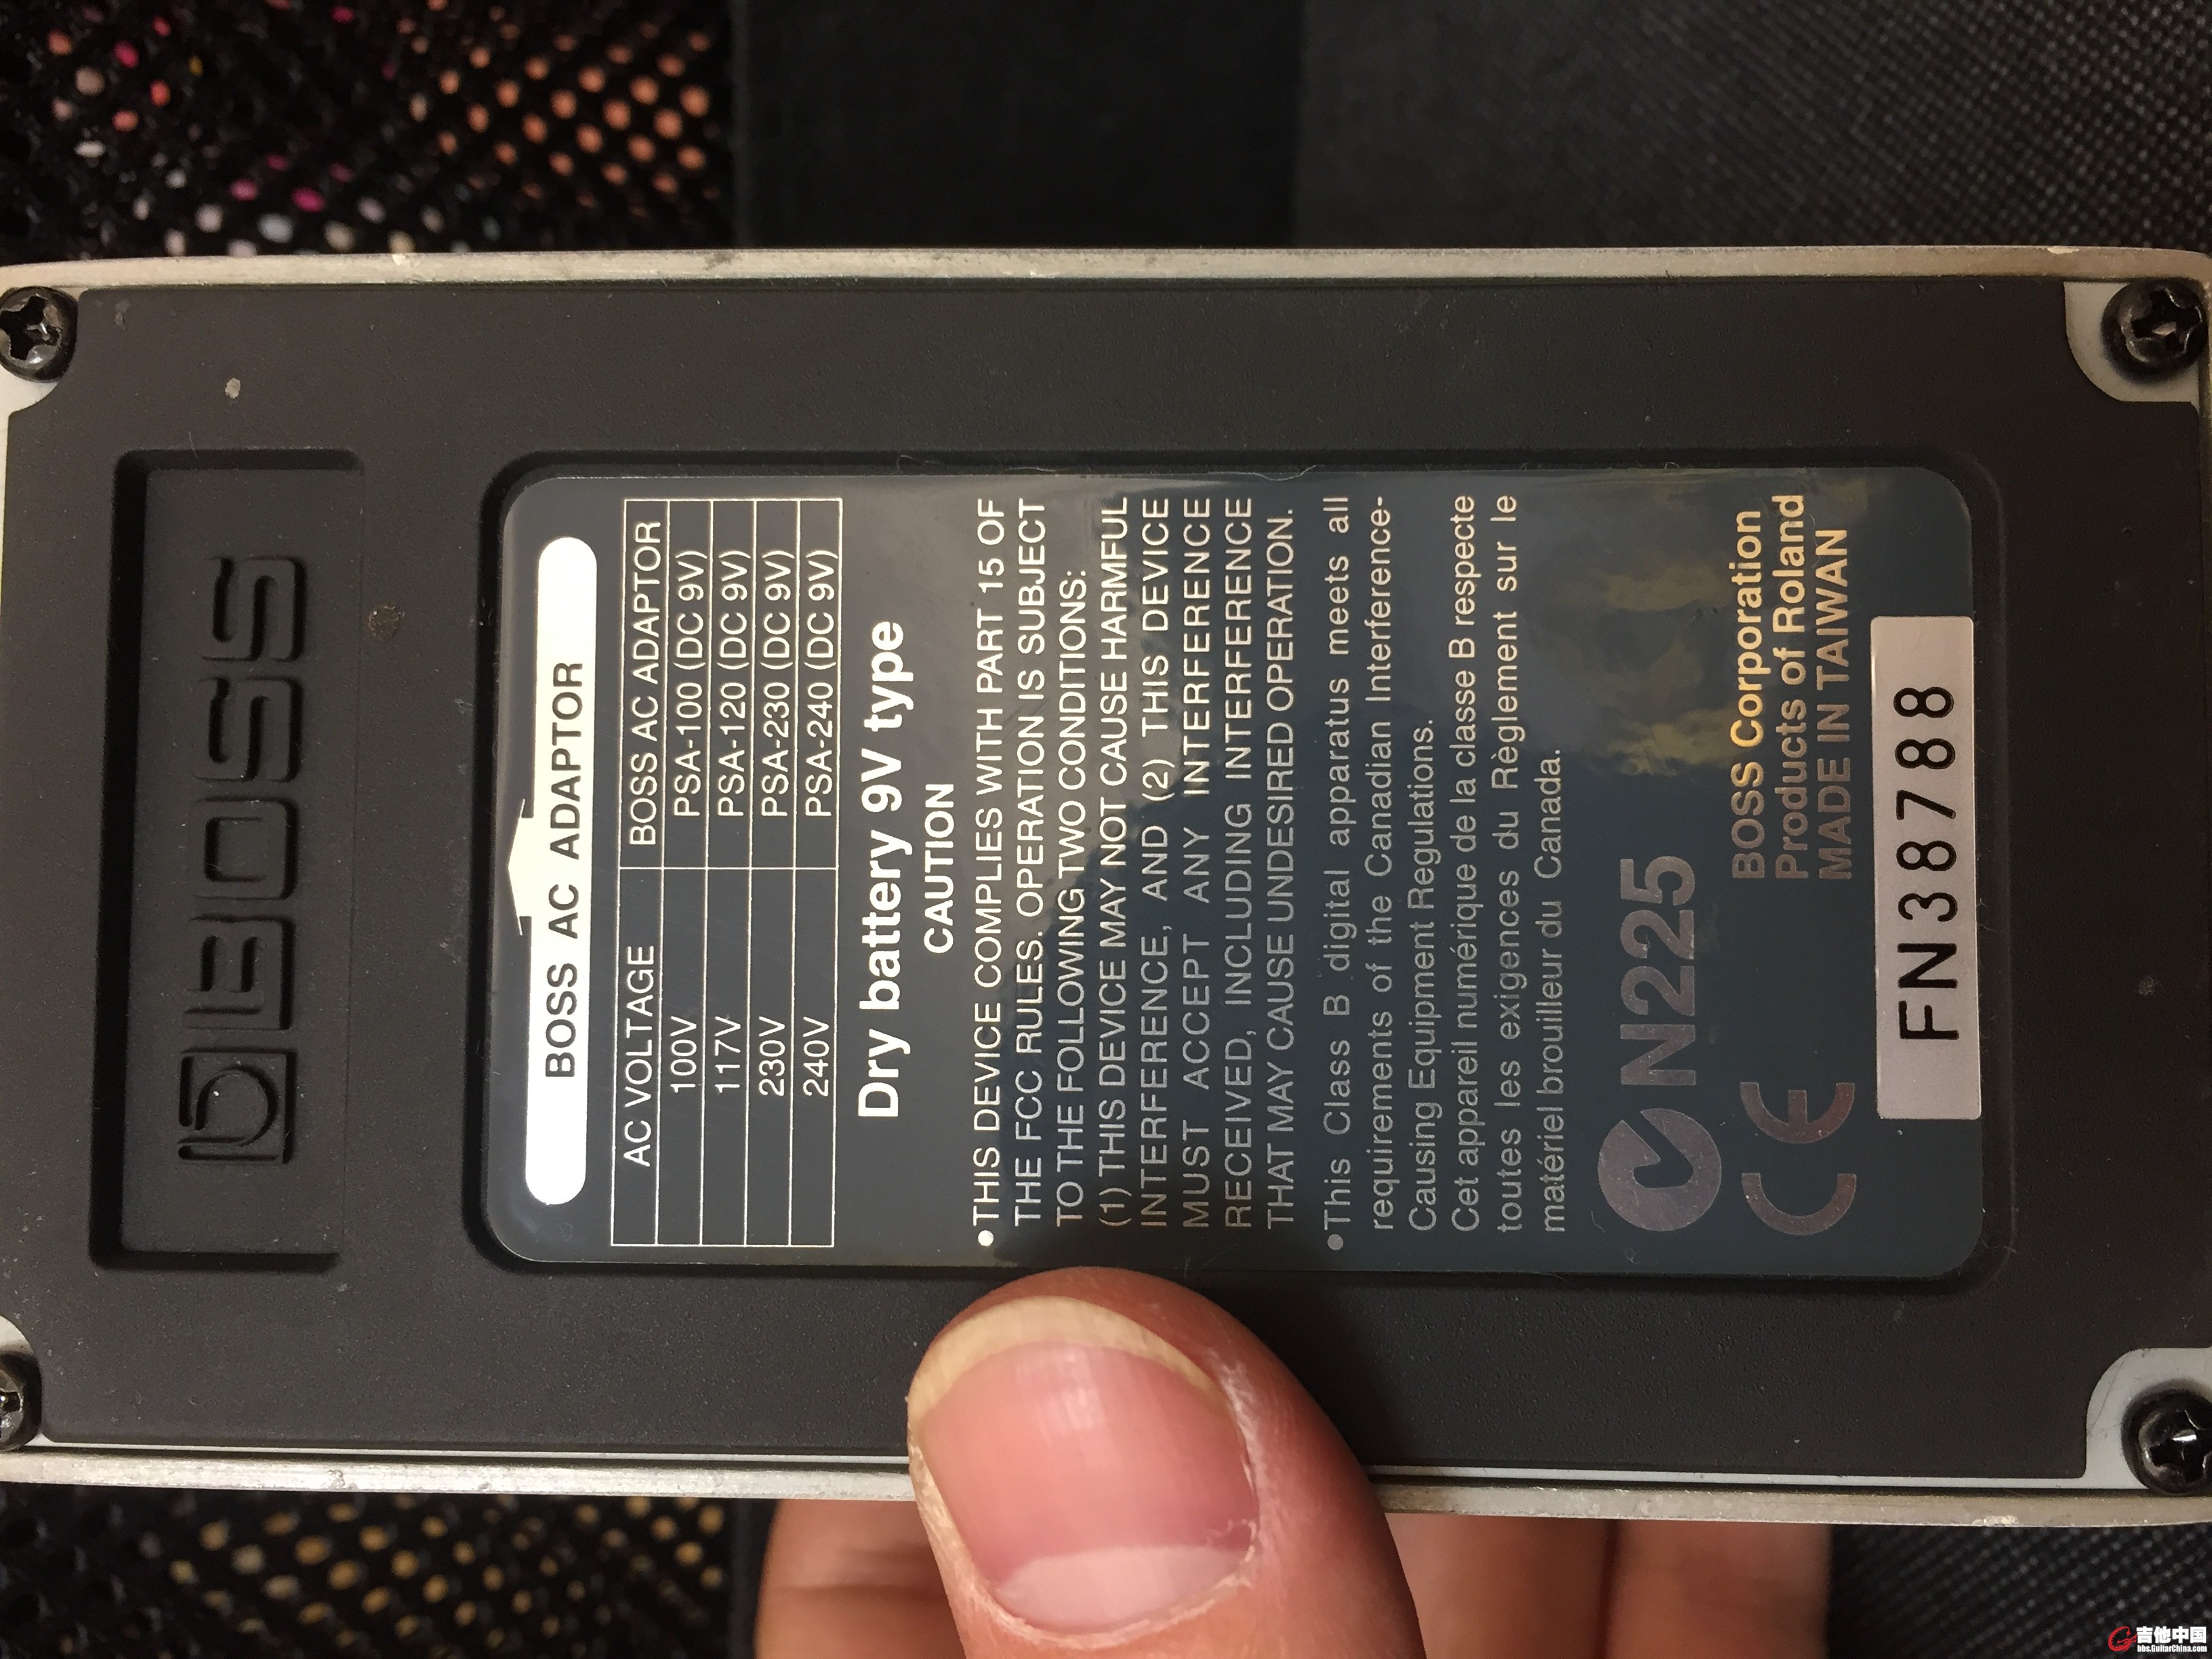 BOSS
BOSS AC ADAPTOR
AC VOLTAGE BOSS AC ADAPTOR
100V PSA-100 (DC 9V)
117V PSA-120 (DC 9V)
230V PSA-230 (DC 9V)
240V PSA-240 (DC 9V)
Dry battery 9V type
CAUTION
●THIS DEVICE COMPLIES WITH PART 15 OF
THE FCC RULES. OPERATION IS SUBJECT
TO THE FOLLOWING TWO CONDITIONS:
(1) THIS DEVICE MAY NOT CAUSE HARMFUL
INTERFERENCE, AND (2) THIS DEVICE
MUST ACCEPT ANY INTERFERENCE
RECEIVED, INCLUDING INTERFERENCE
THAT MAY CAUSE UNDESIRED OPERATION.
●This Class B digital apparatus meets all
requirements of the Canadian Interference-
Causing Equipment Regulations.
Cet appareil numérique de la classe B respecte
toutes les exigences du Règlement sur le
matériel brouilleur du Canada.
N225
CE
BOSS Corporation
Products of Roland
MADE IN TAIWAN
FN38788
吉他中国
bbs.GuitarChina.com